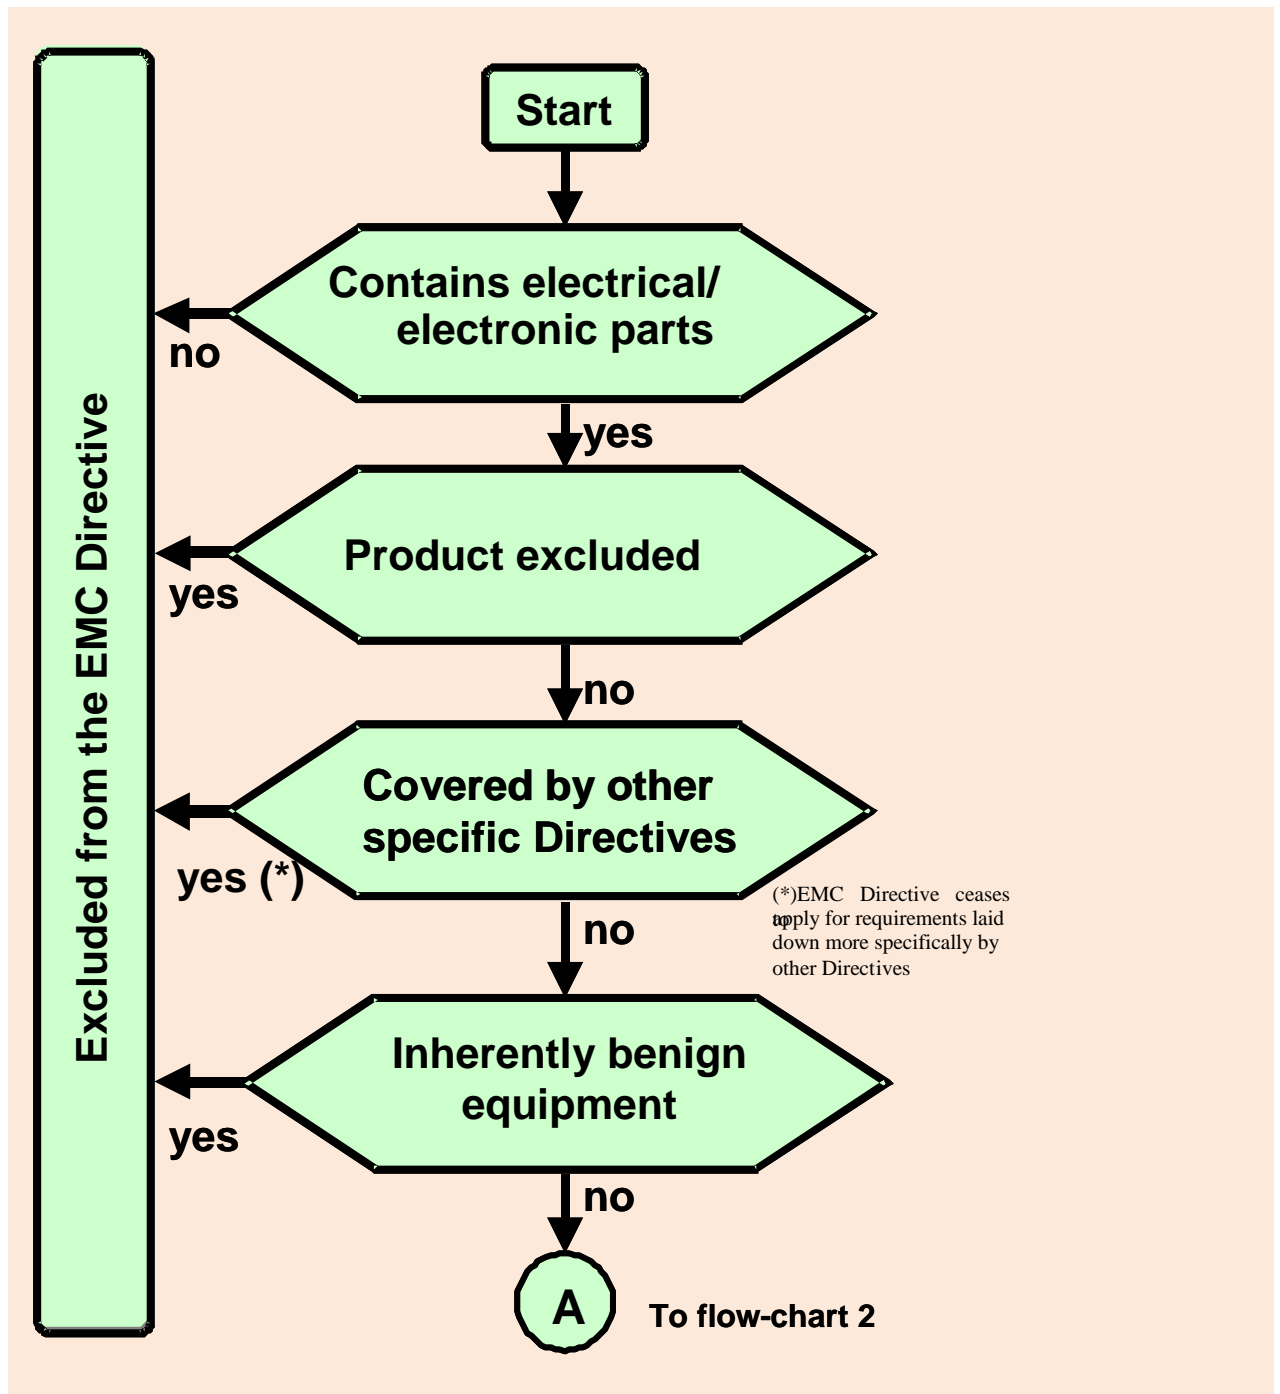 Start
Contains electrical/
electronic parts
no
yes
Product excluded
yes
no
Covered by other
specific Directives
yes (*)
no
(*)EMC Directive ceases
to
apply for requirements laid
down more specifically by
other Directives
Inherently benign
equipment
yes
no
A
To flow-chart 2
Excluded from the EMC Directive